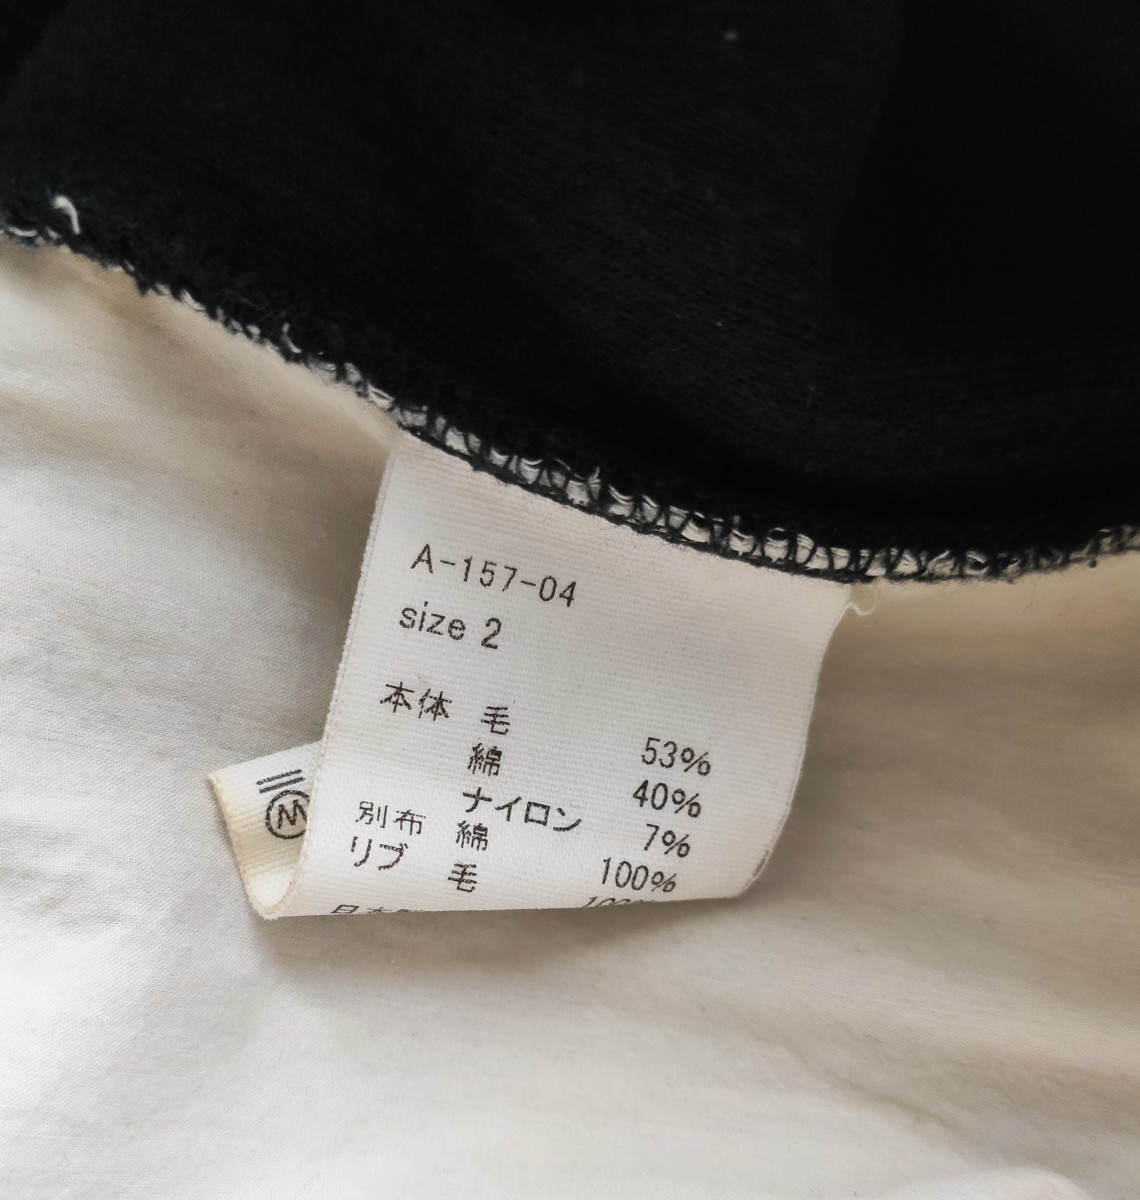 A-157-04
size 2
本体 毛 53%
綿 40%
ナイロン 7%
別布 綿 100%
リブ 毛 100%
W